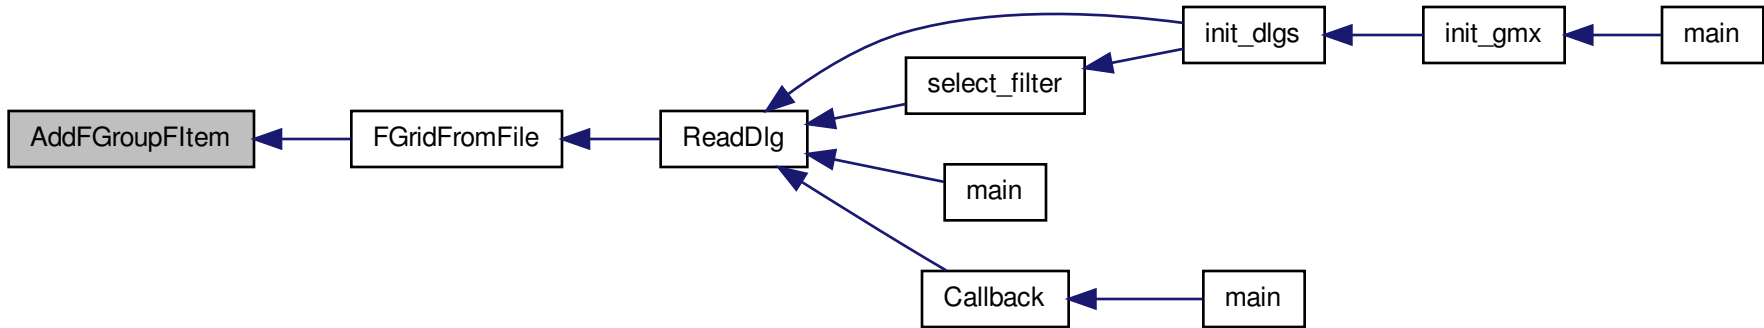 AddFGroupFItem
FGridFromFile
ReadDlg
init_dlgs
init_gmx
main
select_filter
main
Callback
main